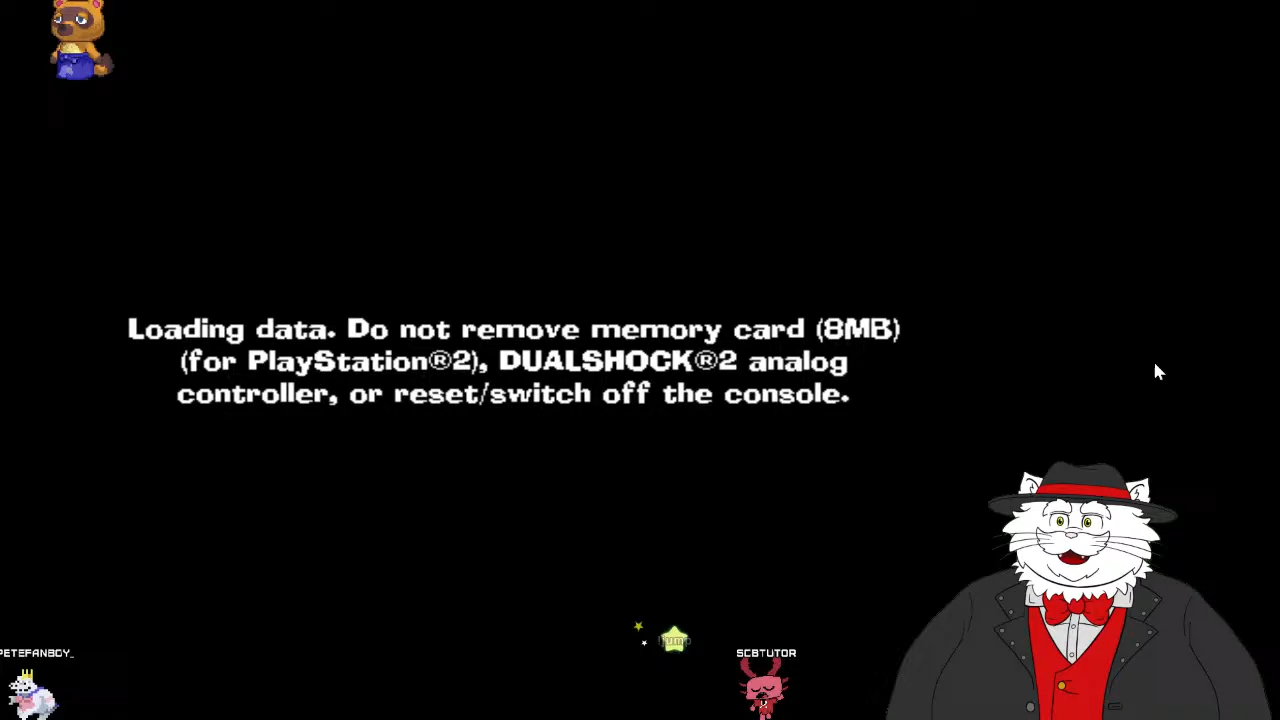 Loading data. Do not remove memory card (8MB)
(for PlayStation®2), DUALSHOCK®2 analog
controller, or reset/switch off the console.
!jump
PETEFANBOY_
SCBTUTOR